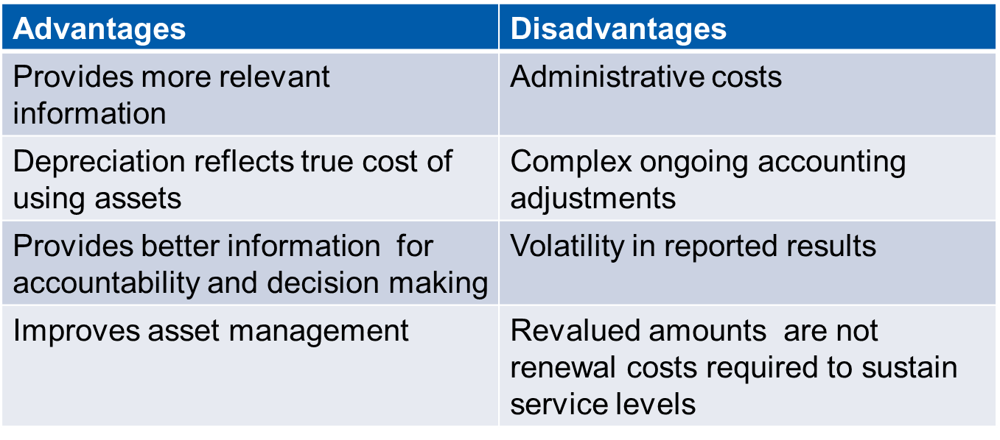 Advantages
Disadvantages
Provides more relevant
information
Administrative costs
Depreciation reflects true cost of
using assets
Complex ongoing accounting
adjustments
Provides better information  for
accountability and decision making
Volatility in reported results
Improves asset management
Revalued amounts  are not
renewal costs required to sustain
service levels